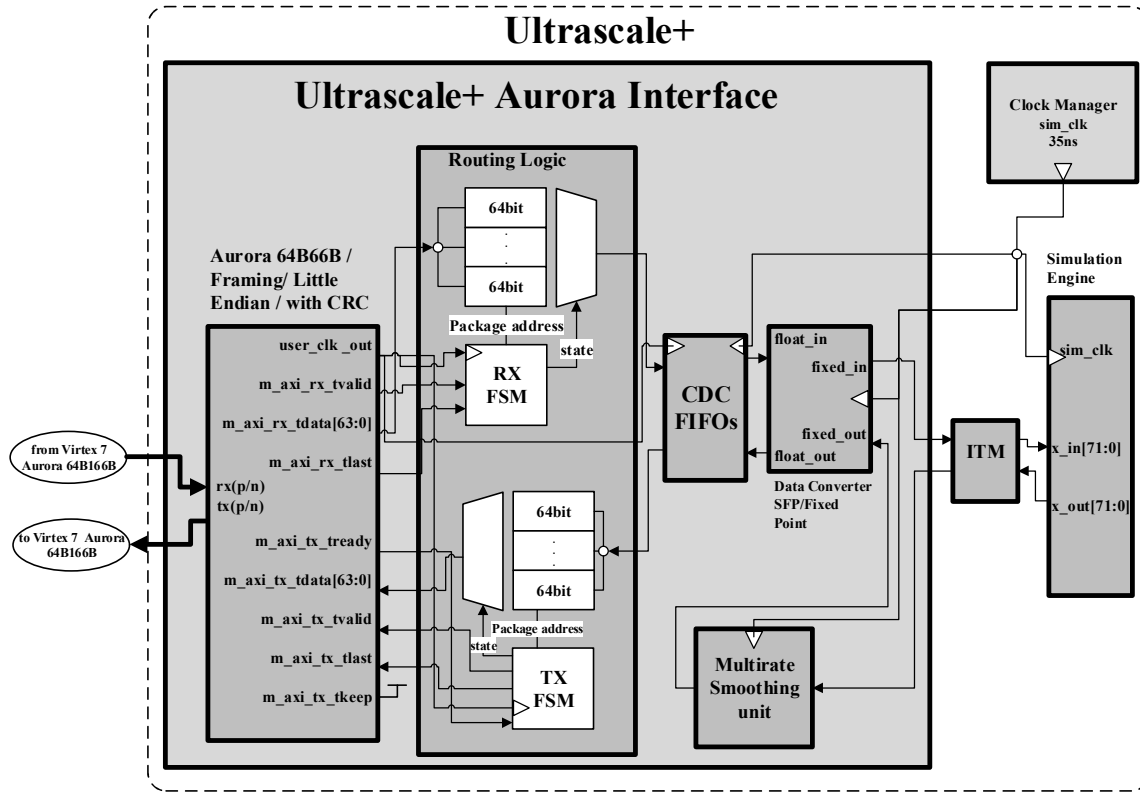 Ultrascale+
Ultrascale+ Aurora Interface
Clock Manager
sim_clk
35ns
Routing Logic
64bit
.
.
.
64bit
Package address
state
RX
FSM
Aurora 64B66B /
Framing/ Little
Endian / with CRC
user_clk _out
m_axi_rx_tvalid
m_axi_rx_tdata[63:0]
m_axi_rx_tlast
rx(p/n)
tx(p/n)
m_axi_tx_tready
m_axi_tx_tdata[63:0]
m_axi_tx_tvalid
m_axi_tx_tlast
m_axi_tx_tkeep
from Virtex 7
Aurora 64B166B
to Virtex 7 Aurora
64B166B
64bit
.
.
.
64bit
Package address
state
TX
FSM
CDC
FIFOs
float_in
fixed_in
fixed_out
float_out
Data Converter
SFP/Fixed
Point
Multirate
Smoothing
unit
ITM
Simulation
Engine
sim_clk
x_in[71:0]
x_out[71:0]